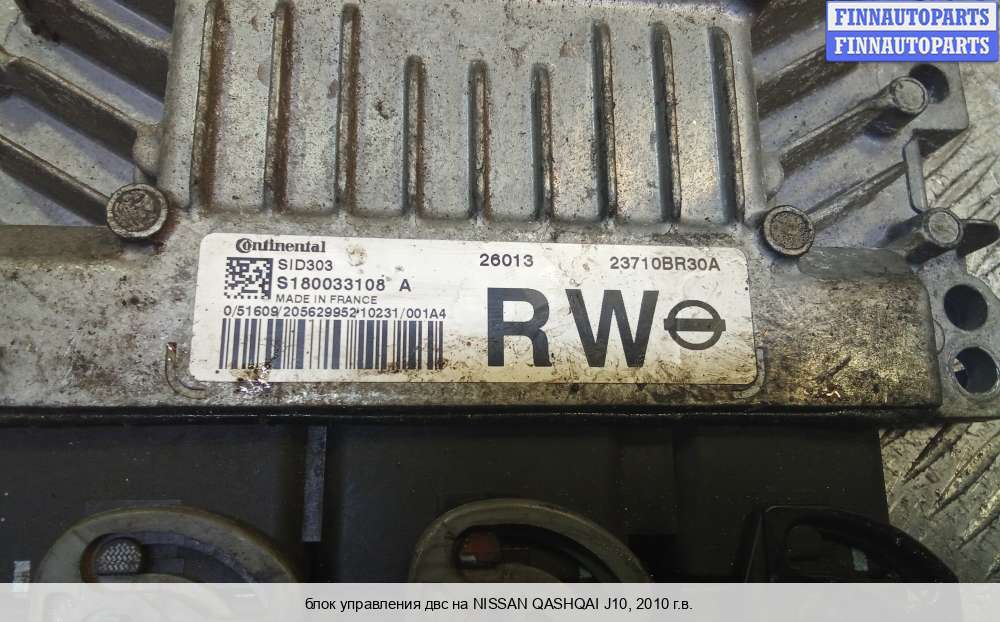 FINNAUTOPARTS
FINNAUTOPARTS
Continental
SID303
26013
23710BR30A
S180033108 A
MADE IN FRANCE
0/51609/205629952 10231/001A4
RW
блок управления двс на NISSAN QASHQAI J10, 2010 г.в.